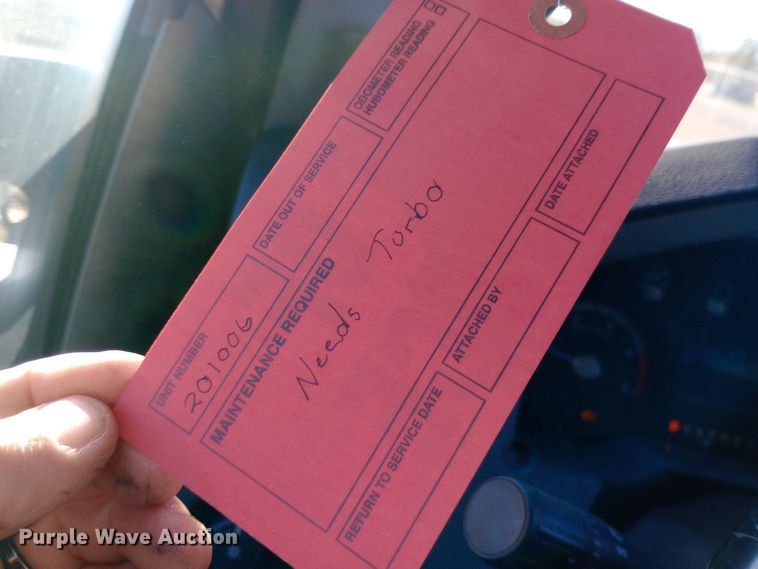 UNIT NUMBER
201006
DATE OUT OF SERVICE
ODOMETER READING
HUBOMETER READING
MAINTENANCE REQUIRED
Needs Turbo
RETURN TO SERVICE DATE
ATTACHED BY
DATE ATTACHED
Purple Wave Auction